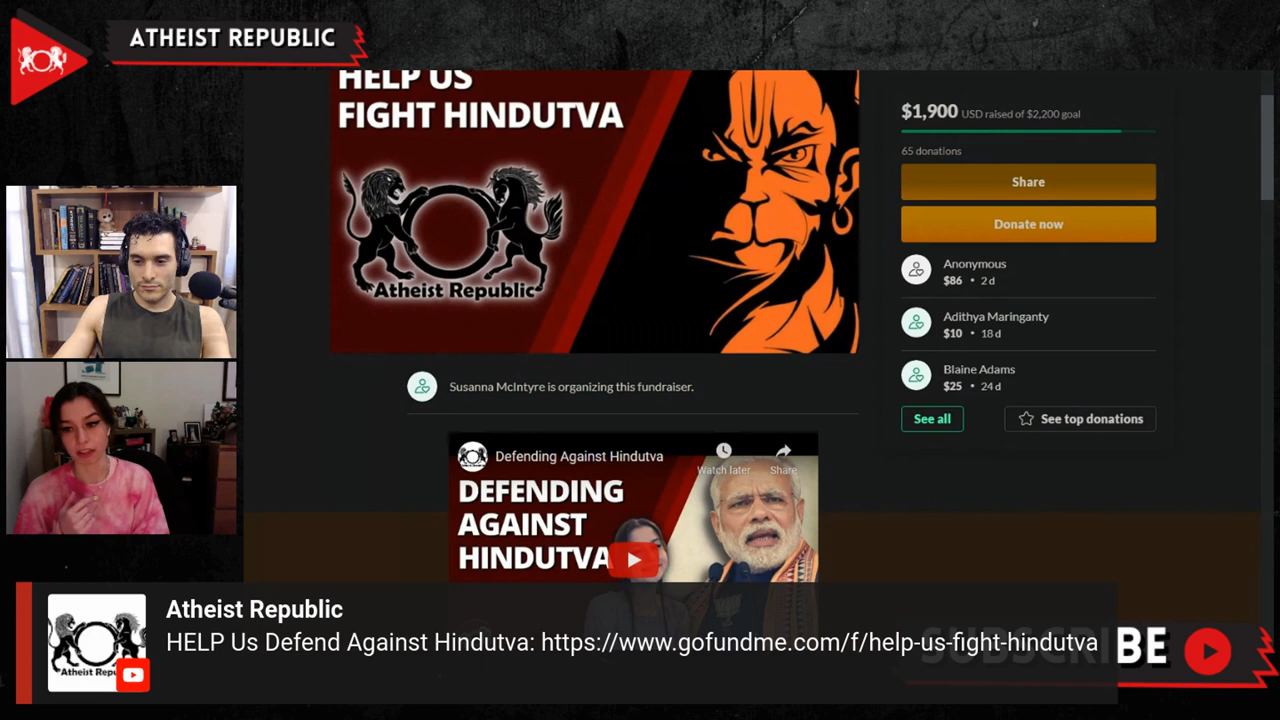 ATHEIST REPUBLIC
HELP US
FIGHT HINDUTVA
Atheist Republic
$1,900 USD raised of $2,200 goal
65 donations
Share
Donate now
Anonymous
$86 • 2 d
Adithya Maringanty
$10 • 18 d
Blaine Adams
$25 • 24 d
See all
See top donations
Susanna McIntyre is organizing this fundraiser.
Defending Against Hindutva
Watch later
Share
DEFENDING
AGAINST
HINDUTVA
Atheist Republic
HELP Us Defend Against Hindutva: https://www.gofundme.com/f/help-us-fight-hindutva
SUBSCRIBE